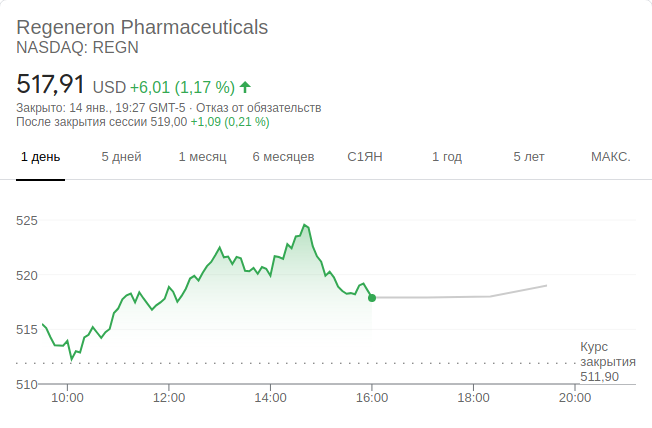 Regeneron Pharmaceuticals
NASDAQ: REGN
517,91 USD +6,01 (1,17 %)
Закрыто: 14 янв., 19:27 GMT-5 · Отказ от обязательств
После закрытия сессии 519,00 +1,09 (0,21 %)
1 день 5 дней 1 месяц 6 месяцев С1ЯН 1 год 5 лет МАКС.
525
520
515
Курс
закрытия
511,90
510
10:00 12:00 14:00 16:00 18:00 20:00